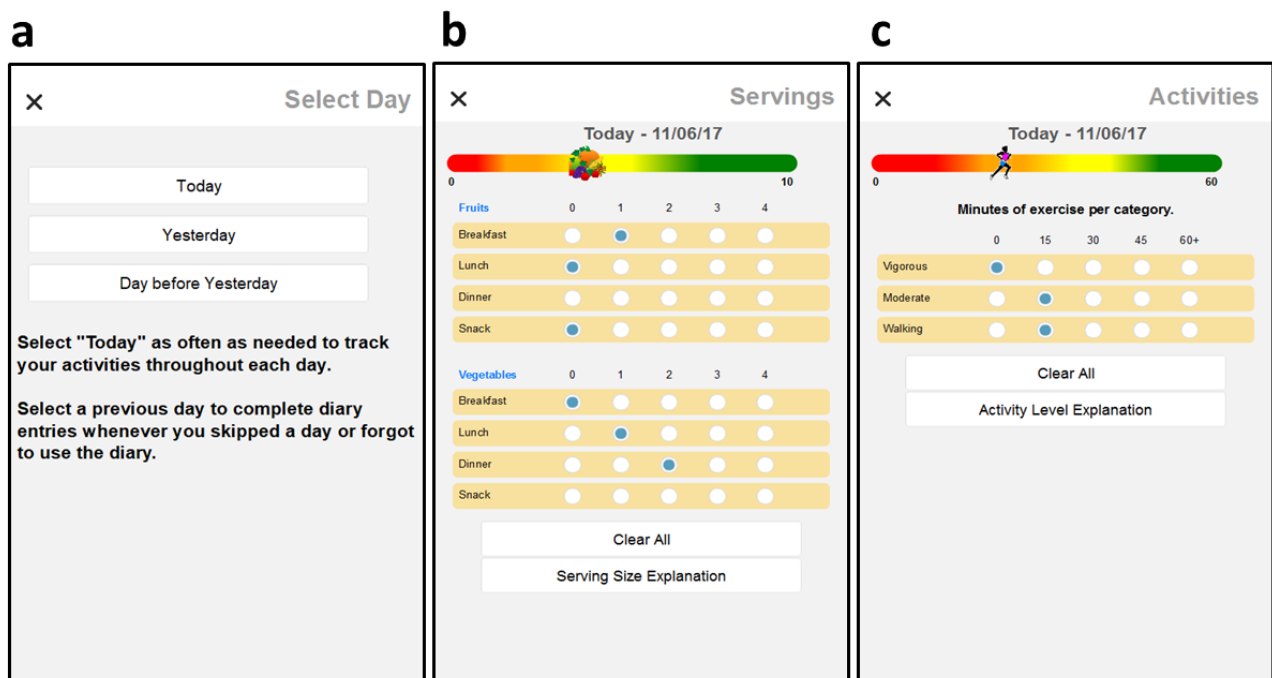 a
× Select Day
Today
Yesterday
Day before Yesterday
Select "Today" as often as needed to track
your activities throughout each day.
Select a previous day to complete diary
entries whenever you skipped a day or forgot
to use the diary.
b
× Servings
Today - 11/06/17
0 10
Fruits 0 1 2 3 4
Breakfast
Lunch
Dinner
Snack
Vegetables 0 1 2 3 4
Breakfast
Lunch
Dinner
Snack
Clear All
Serving Size Explanation
c
× Activities
Today - 11/06/17
0 60
Minutes of exercise per category.
0 15 30 45 60+
Vigorous
Moderate
Walking
Clear All
Activity Level Explanation